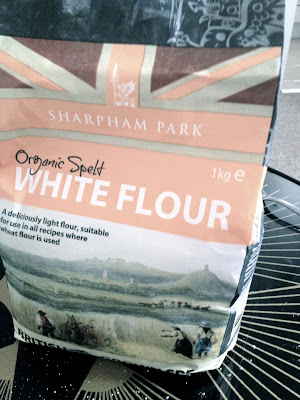 SHARPHAM PARK
Organic Spelt
1kg e
WHITE FLOUR
A deliciously light flour, suitable
for use in all recipes where
wheat flour is used